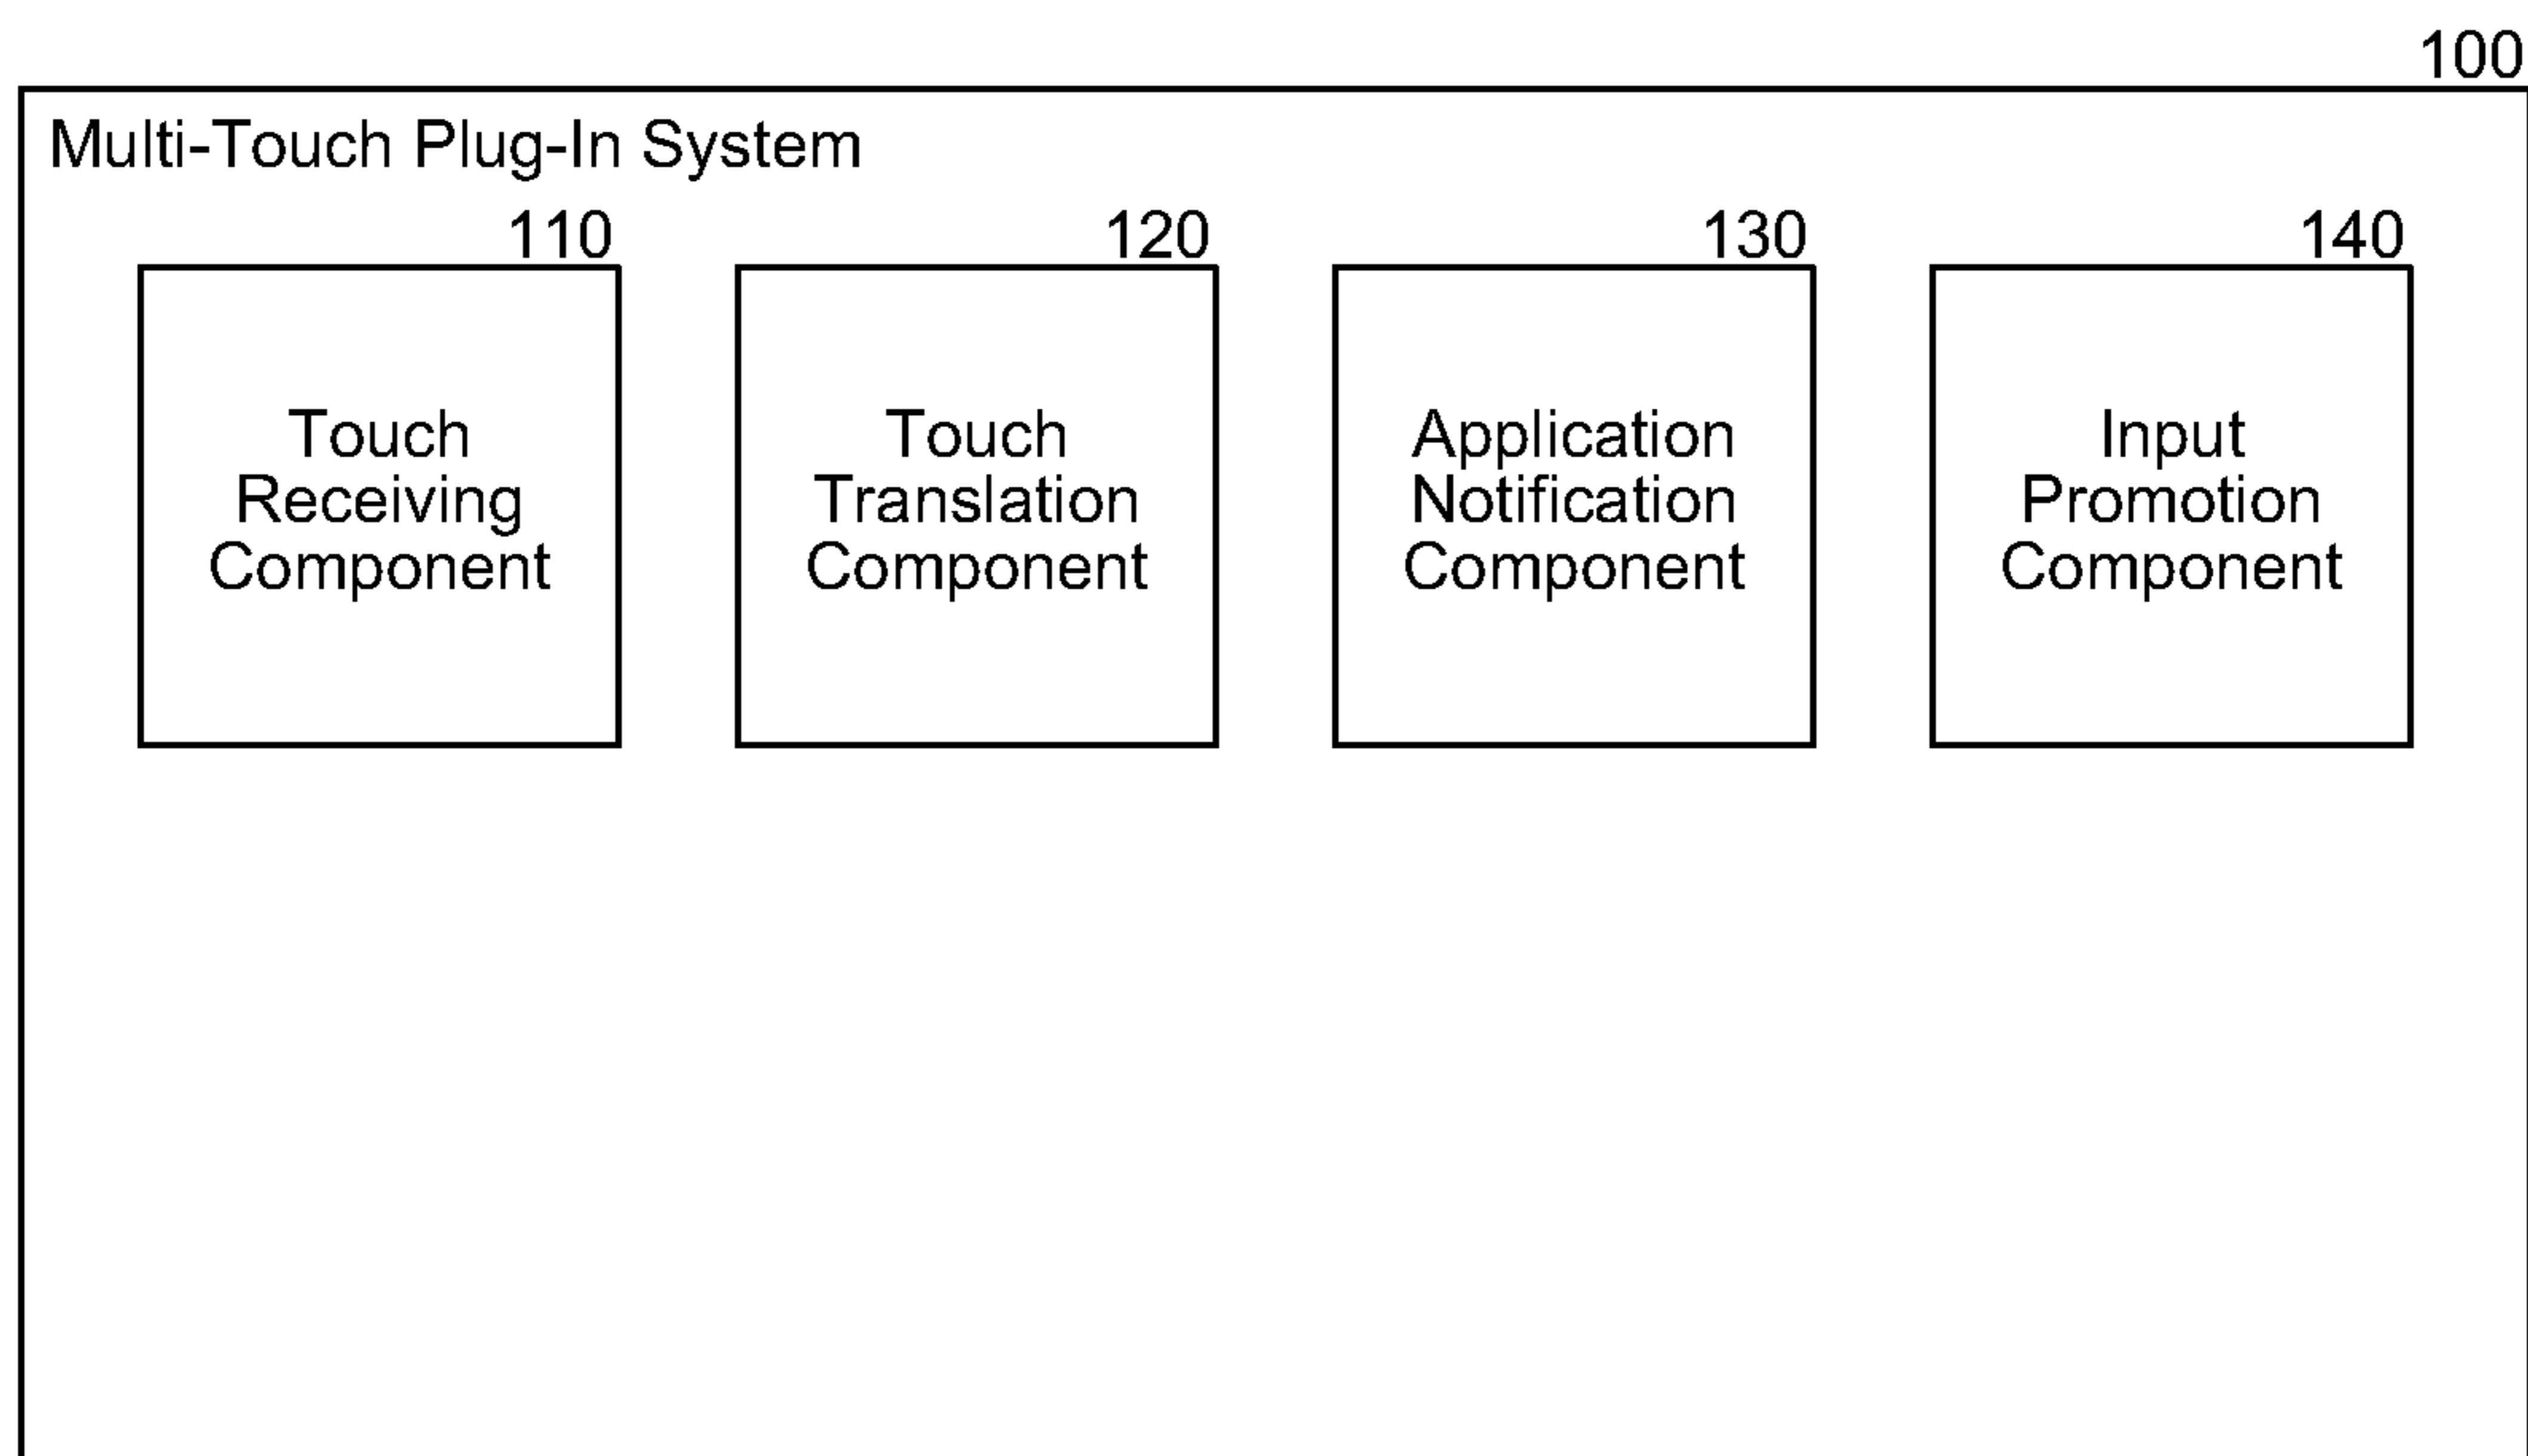 100
Multi-Touch Plug-In System
110
120
130
140
Touch
Receiving
Component
Touch
Translation
Component
Application
Notification
Component
Input
Promotion
Component